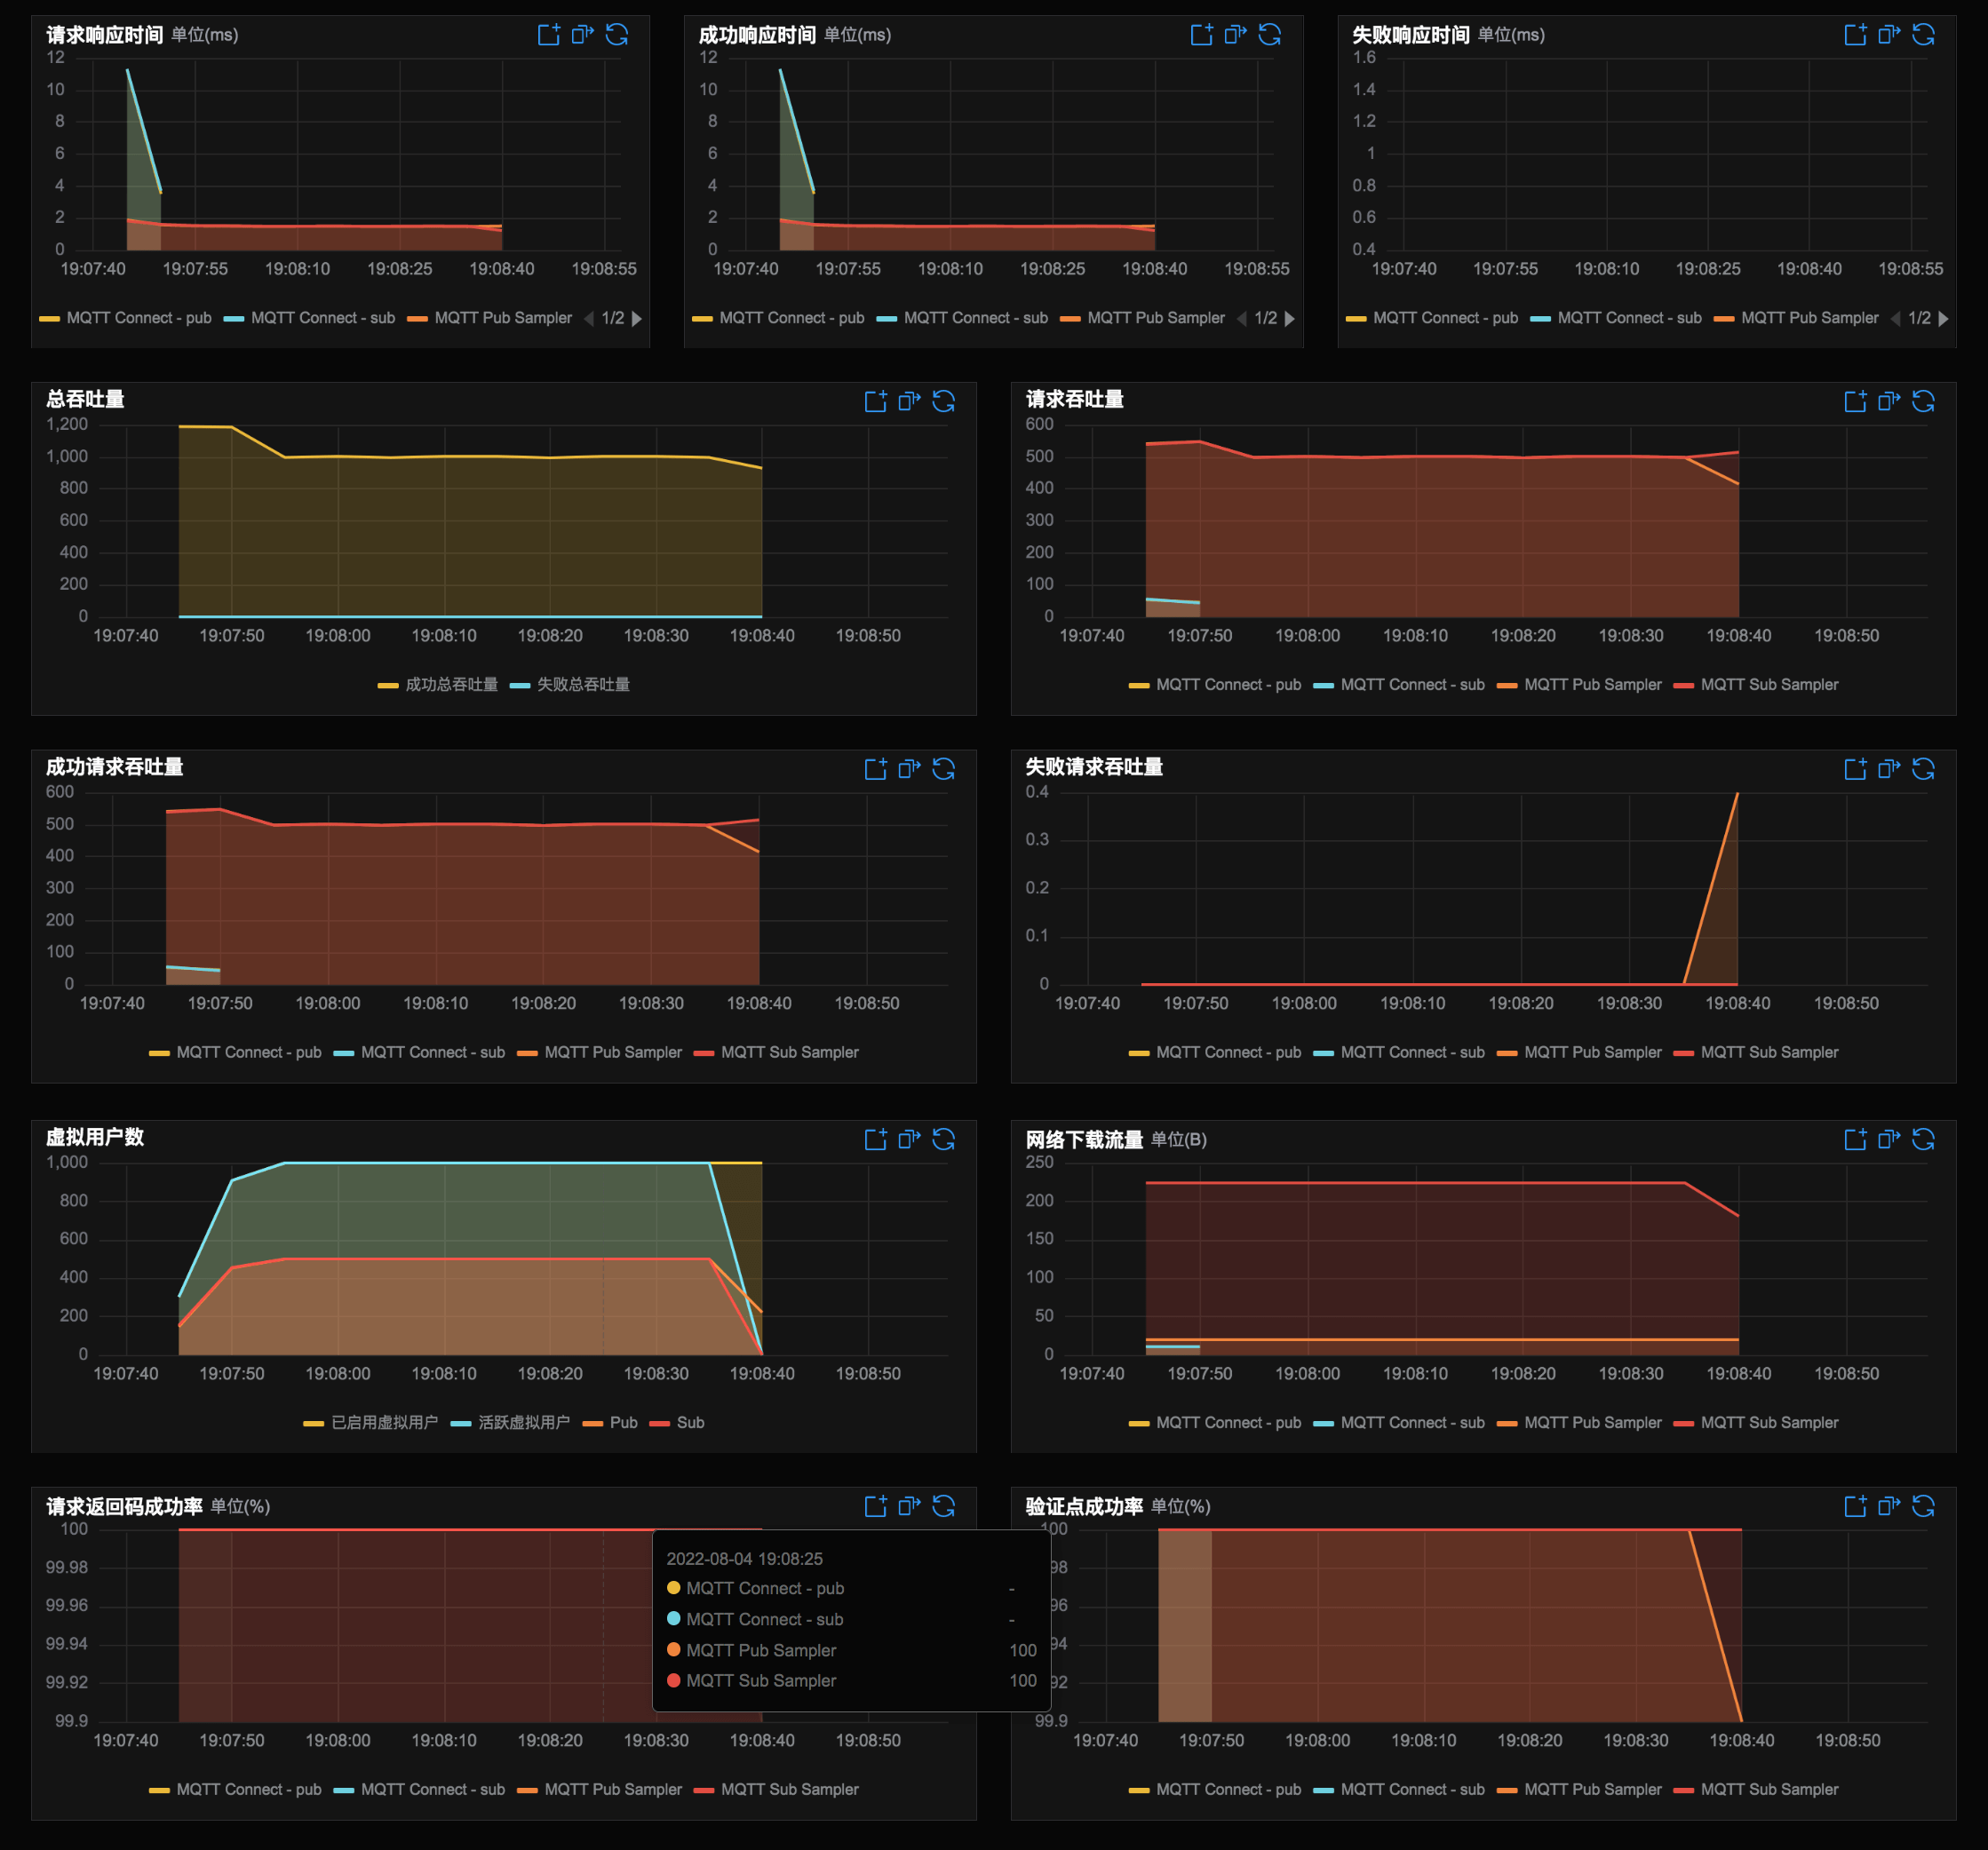 请求响应时间 单位(ms)
12
10
8
6
4
2
0
19:07:40 19:07:55 19:08:10 19:08:25 19:08:40 19:08:55
MQTT Connect - pub MQTT Connect - sub MQTT Pub Sampler 1/2
成功响应时间 单位(ms)
12
10
8
6
4
2
0
19:07:40 19:07:55 19:08:10 19:08:25 19:08:40 19:08:55
MQTT Connect - pub MQTT Connect - sub MQTT Pub Sampler 1/2
失败响应时间 单位(ms)
1.6
1.4
1.2
1
0.8
0.6
0.4
19:07:40 19:07:55 19:08:10 19:08:25 19:08:40 19:08:55
MQTT Connect - pub MQTT Connect - sub MQTT Pub Sampler 1/2
总吞吐量
1,200
1,000
800
600
400
200
0
19:07:40 19:07:50 19:08:00 19:08:10 19:08:20 19:08:30 19:08:40 19:08:50
成功总吞吐量 失败总吞吐量
请求吞吐量
600
500
400
300
200
100
0
19:07:40 19:07:50 19:08:00 19:08:10 19:08:20 19:08:30 19:08:40 19:08:50
MQTT Connect - pub MQTT Connect - sub MQTT Pub Sampler MQTT Sub Sampler
成功请求吞吐量
600
500
400
300
200
100
0
19:07:40 19:07:50 19:08:00 19:08:10 19:08:20 19:08:30 19:08:40 19:08:50
MQTT Connect - pub MQTT Connect - sub MQTT Pub Sampler MQTT Sub Sampler
失败请求吞吐量
0.4
0.3
0.2
0.1
0
19:07:40 19:07:50 19:08:00 19:08:10 19:08:20 19:08:30 19:08:40 19:08:50
MQTT Connect - pub MQTT Connect - sub MQTT Pub Sampler MQTT Sub Sampler
虚拟用户数
1,000
800
600
400
200
0
19:07:40 19:07:50 19:08:00 19:08:10 19:08:20 19:08:30 19:08:40 19:08:50
已启用虚拟用户 活跃虚拟用户 Pub Sub
网络下载流量 单位(B)
250
200
150
100
50
0
19:07:40 19:07:50 19:08:00 19:08:10 19:08:20 19:08:30 19:08:40 19:08:50
MQTT Connect - pub MQTT Connect - sub MQTT Pub Sampler MQTT Sub Sampler
请求返回码成功率 单位(%)
100
99.98
99.96
99.94
99.92
99.9
19:07:40 19:07:50 19:08:00 19:08:10 19:08:20 19:08:30 19:08:40 19:08:50
MQTT Connect - pub MQTT Connect - sub MQTT Pub Sampler MQTT Sub Sampler
2022-08-04 19:08:25
MQTT Connect - pub -
MQTT Connect - sub -
MQTT Pub Sampler 100
MQTT Sub Sampler 100
验证点成功率 单位(%)
100
98
96
94
92
99.9
19:07:40 19:07:50 19:08:00 19:08:10 19:08:20 19:08:30 19:08:40 19:08:50
MQTT Connect - pub MQTT Connect - sub MQTT Pub Sampler MQTT Sub Sampler